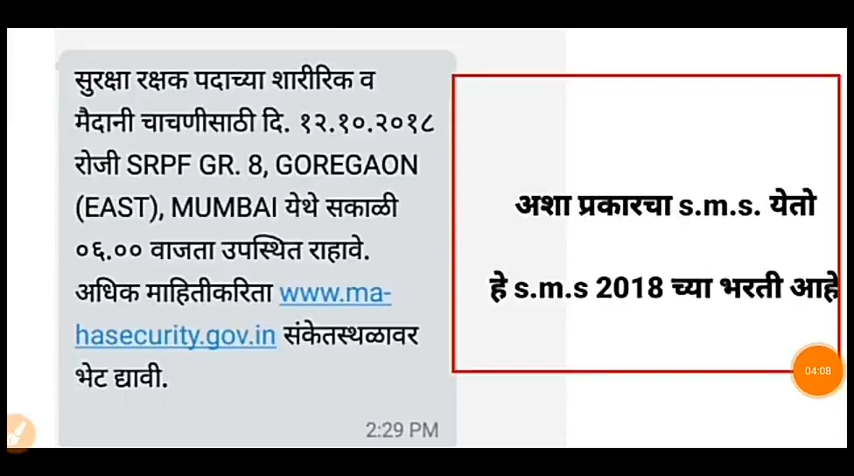 सुरक्षा रक्षक पदाच्या शारीरिक व
मैदानी चाचणीसाठी दि. १२.१०.२०१८
रोजी SRPF GR. 8, GOREGAON
(EAST), MUMBAI येथे सकाळी
०६.०० वाजता उपस्थित राहावे.
अधिक माहितीकरिता www.ma-
hasecurity.gov.in संकेतस्थळावर
भेट द्यावी.
2:29 PM
अशा प्रकारचा s.m.s. येतो
हे s.m.s 2018 च्या भरती आहे
04:08